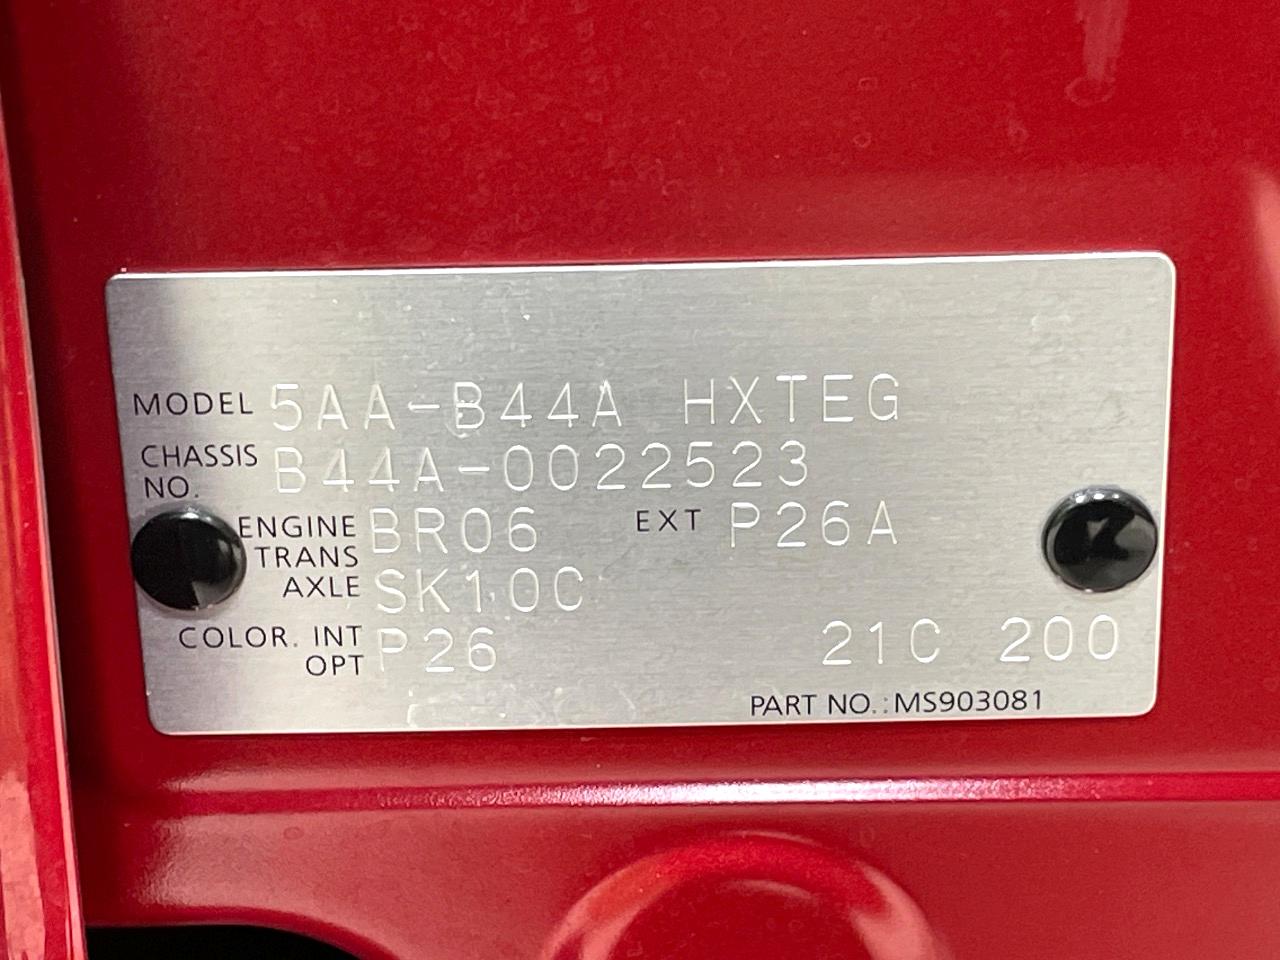 MODEL 5AA-B44A HXTEG
CHASSIS NO. B44A-0022523
ENGINE BR06 EXT P26A
TRANS AXLE SK10C
COLOR. INT P26
OPT 21C 200
PART NO.:MS903081